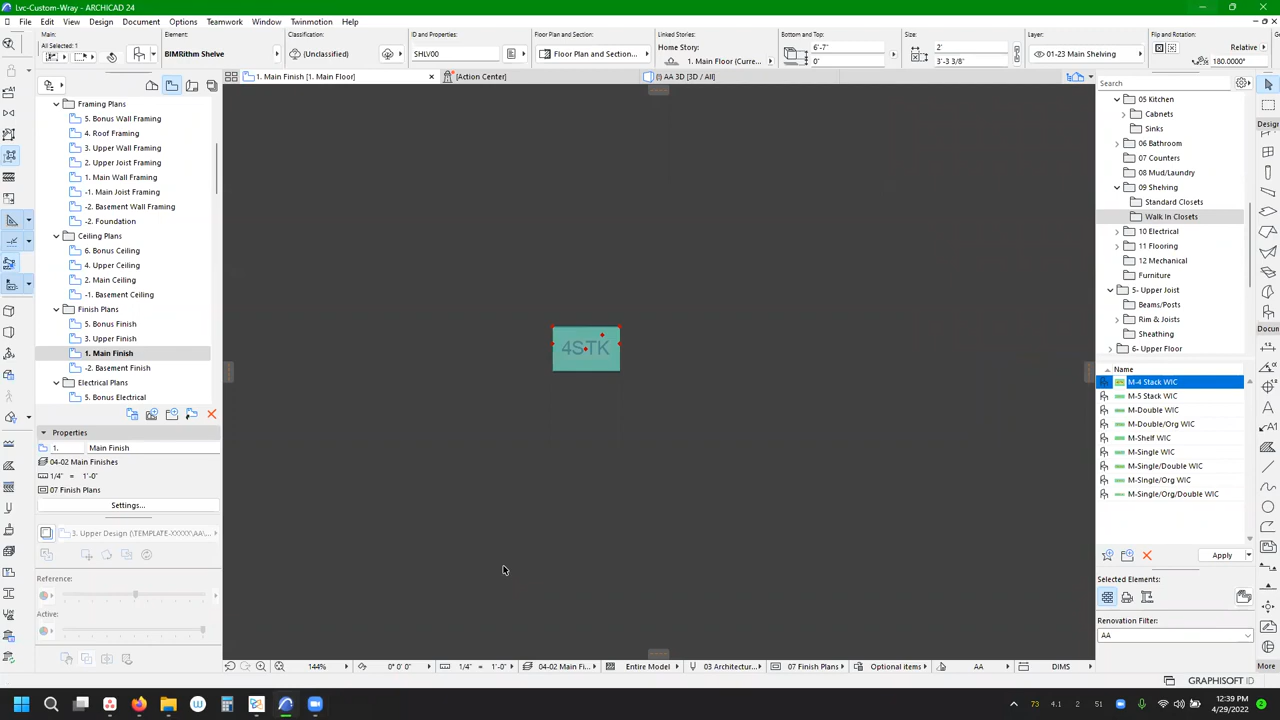 Lvc-Custom-Wray - ARCHICAD 24
File Edit View Design Document Options Teamwork Window Twinmotion Help
Main: Element: Classification: ID and Properties: Floor Plan and Section: Linked Stories: Bottom and Top: Size: Layer: Flip and Rotation:
All Selected: 1
BIMRithm Shelve (Unclassified) SHLV00 Floor Plan and Section... Home Story: 1. Main Floor (Curre... 6'-7" 0" 2' 3'-3 3/8" 01-23 Main Shelving Relative 180.0000°
1. Main Finish [1. Main Floor] [Action Center] (!) AA 3D [3D / All]
Framing Plans
5. Bonus Wall Framing
4. Roof Framing
3. Upper Wall Framing
2. Upper Joist Framing
1. Main Wall Framing
-1. Main Joist Framing
-2. Basement Wall Framing
-2. Foundation
Ceiling Plans
6. Bonus Ceiling
4. Upper Ceiling
2. Main Ceiling
-1. Basement Ceiling
Finish Plans
5. Bonus Finish
3. Upper Finish
1. Main Finish
-2. Basement Finish
Electrical Plans
5. Bonus Electrical
Properties
1. Main Finish
04-02 Main Finishes
1/4" = 1'-0"
07 Finish Plans
Settings...
3. Upper Design (\TEMPLATE-XXXXX\AA\...
Reference:
Active:
4STK
144% 0° 0' 0" 1/4" = 1'-0" 04-02 Main Fi... Entire Model 03 Architectur... 07 Finish Plans Optional items AA DIMS
Search
05 Kitchen
Cabnets
Sinks
06 Bathroom
07 Counters
08 Mud/Laundry
09 Shelving
Standard Closets
Walk In Closets
10 Electrical
11 Flooring
12 Mechanical
Furniture
5- Upper Joist
Beams/Posts
Rim & Joists
Sheathing
6- Upper Floor
Name
M-4 Stack WIC
M-5 Stack WIC
M-Double WIC
M-Double/Org WIC
M-Shelf WIC
M-Single WIC
M-Single/Double WIC
M-SIngle/Org WIC
M-Single/Org/Double WIC
Apply
Selected Elements:
Renovation Filter:
AA
Design
Docume
More
GRAPHISOFT ID
73 4.1 2 51
12:39 PM
4/29/2022
2